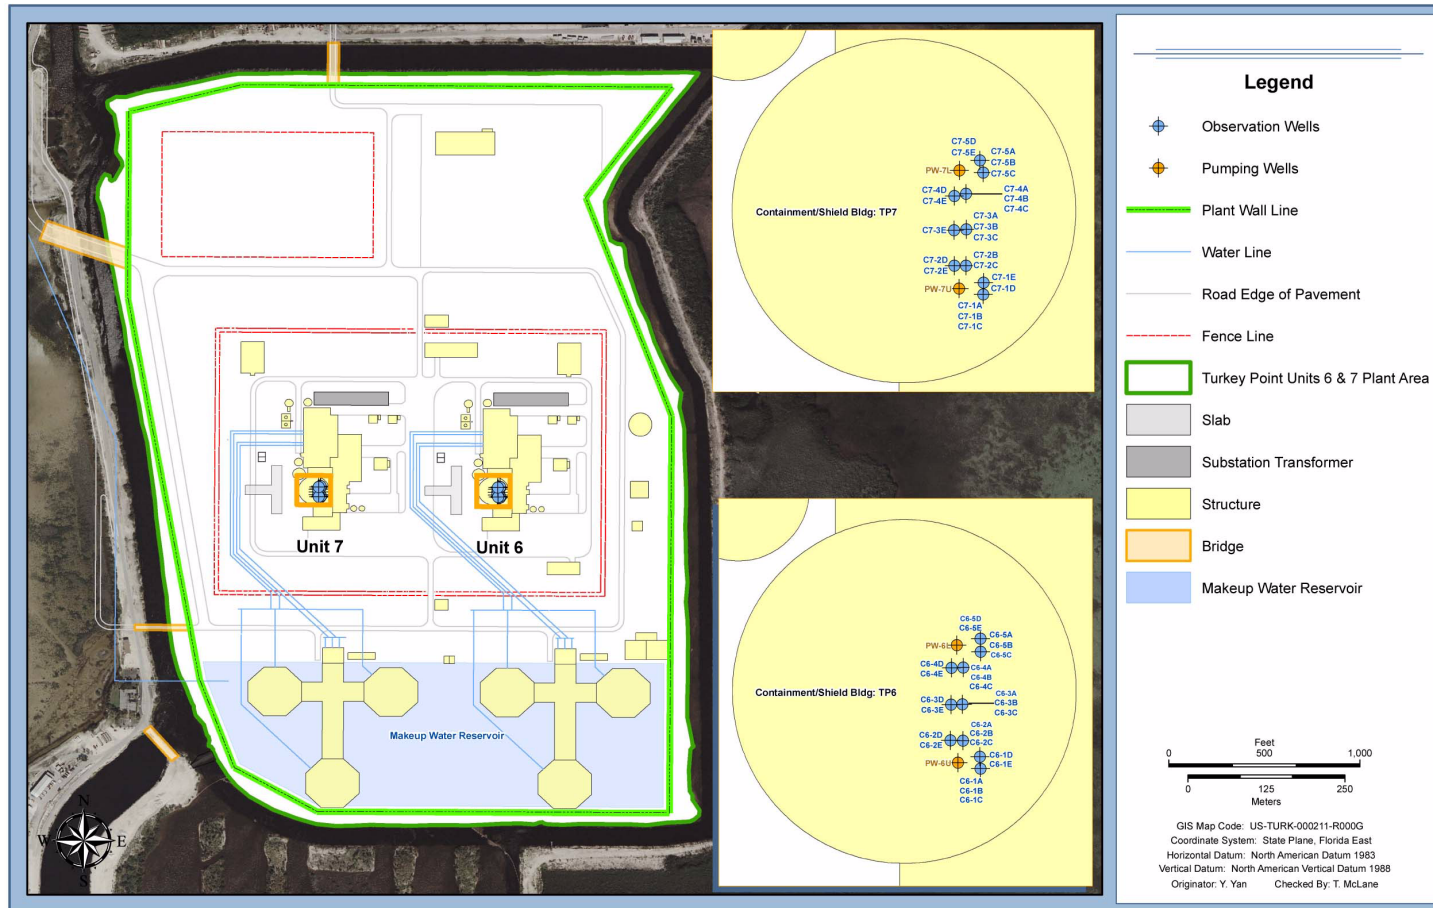 Unit 7
Unit 6
Makeup Water Reservoir
N
W
E
S
C7-5D
C7-5E
C7-5A
C7-5B
C7-5C
PW-7L
C7-4D
C7-4E
C7-4A
C7-4B
C7-4C
Containment/Shield Bldg: TP7
C7-3E
C7-3A
C7-3B
C7-3C
C7-2D
C7-2E
C7-2B
C7-2C
C7-1E
C7-1D
PW-7U
C7-1A
C7-1B
C7-1C
C6-5D
C6-5E
C6-5A
C6-5B
C6-5C
PW-6L
C6-4D
C6-4E
C6-4A
C6-4B
C6-4C
Containment/Shield Bldg: TP6
C6-3D
C6-3E
C6-3A
C6-3B
C6-3C
C6-2D
C6-2E
C6-2A
C6-2B
C6-2C
C6-1D
C6-1E
PW-6U
C6-1A
C6-1B
C6-1C
Legend
Observation Wells
Pumping Wells
Plant Wall Line
Water Line
Road Edge of Pavement
Fence Line
Turkey Point Units 6 & 7 Plant Area
Slab
Substation Transformer
Structure
Bridge
Makeup Water Reservoir
Feet
0 500 1,000
0 125 250
Meters
GIS Map Code: US-TURK-000211-R000G
Coordinate System: State Plane, Florida East
Horizontal Datum: North American Datum 1983
Vertical Datum: North American Vertical Datum 1988
Originator: Y. Yan Checked By: T. McLane